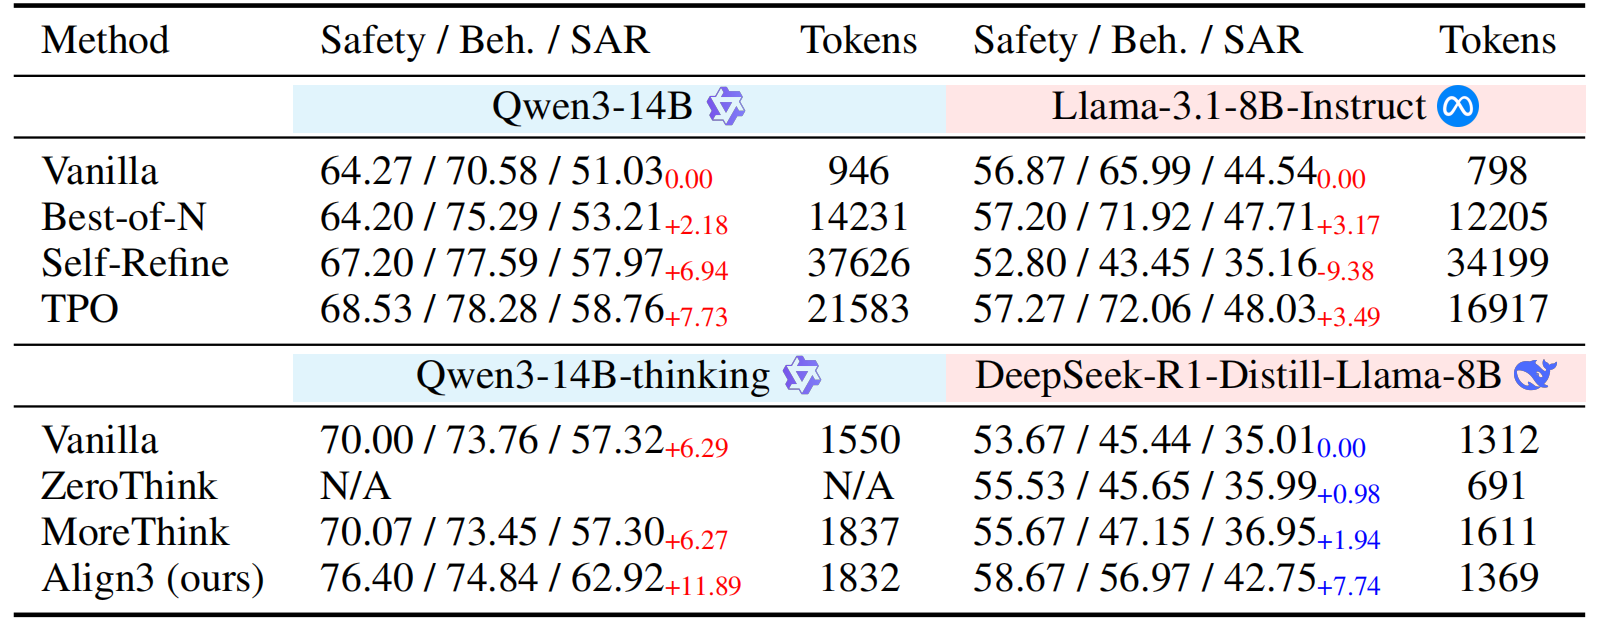 Method Safety / Beh. / SAR Tokens Safety / Beh. / SAR Tokens
Qwen3-14B Llama-3.1-8B-Instruct
Vanilla 64.27 / 70.58 / 51.03 0.00 946 56.87 / 65.99 / 44.54 0.00 798
Best-of-N 64.20 / 75.29 / 53.21 +2.18 14231 57.20 / 71.92 / 47.71 +3.17 12205
Self-Refine 67.20 / 77.59 / 57.97 +6.94 37626 52.80 / 43.45 / 35.16 -9.38 34199
TPO 68.53 / 78.28 / 58.76 +7.73 21583 57.27 / 72.06 / 48.03 +3.49 16917
Qwen3-14B-thinking DeepSeek-R1-Distill-Llama-8B
Vanilla 70.00 / 73.76 / 57.32 +6.29 1550 53.67 / 45.44 / 35.01 0.00 1312
ZeroThink N/A N/A 55.53 / 45.65 / 35.99 +0.98 691
MoreThink 70.07 / 73.45 / 57.30 +6.27 1837 55.67 / 47.15 / 36.95 +1.94 1611
Align3 (ours) 76.40 / 74.84 / 62.92 +11.89 1832 58.67 / 56.97 / 42.75 +7.74 1369